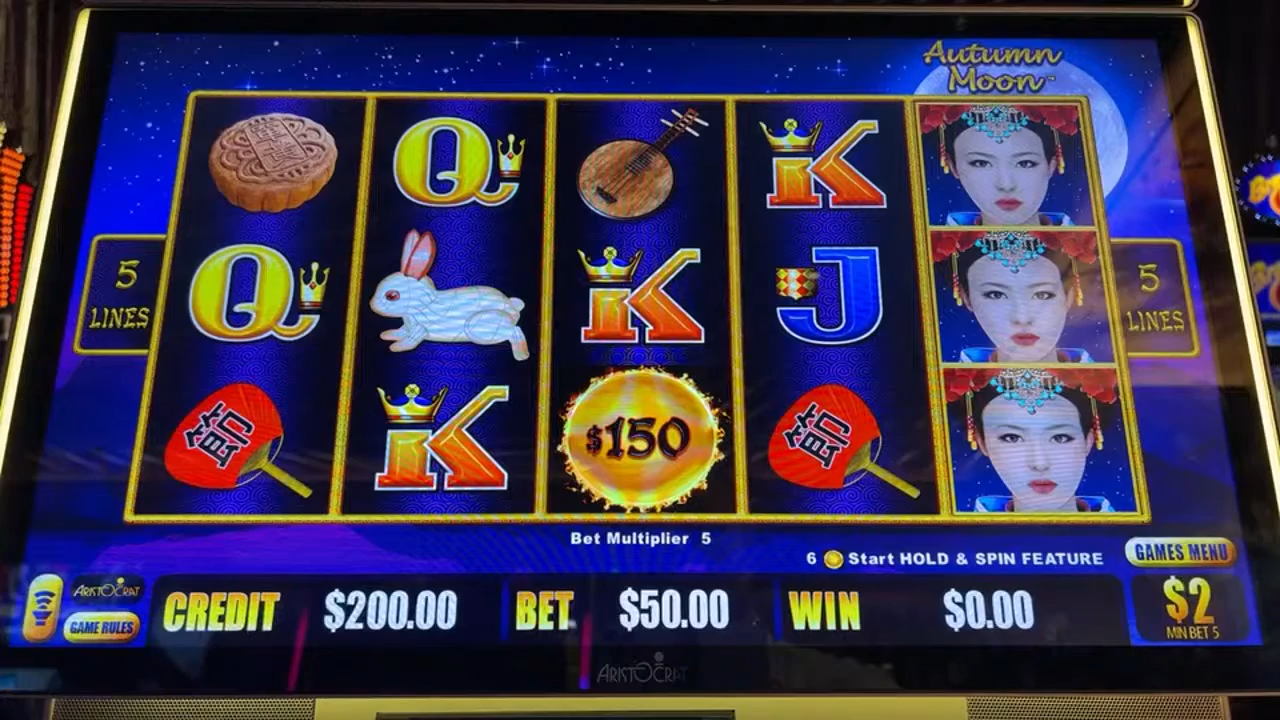 Autumn
Moon™
Q
K
5
LINES
Q
K
J
5
LINES
K
$150
Bet Multiplier 5
6 Start HOLD & SPIN FEATURE
GAMES MENU
ARISTOCRAT
GAME RULES
CREDIT $200.00 BET $50.00 WIN $0.00
$2
MIN BET 5
ARISTOCRAT